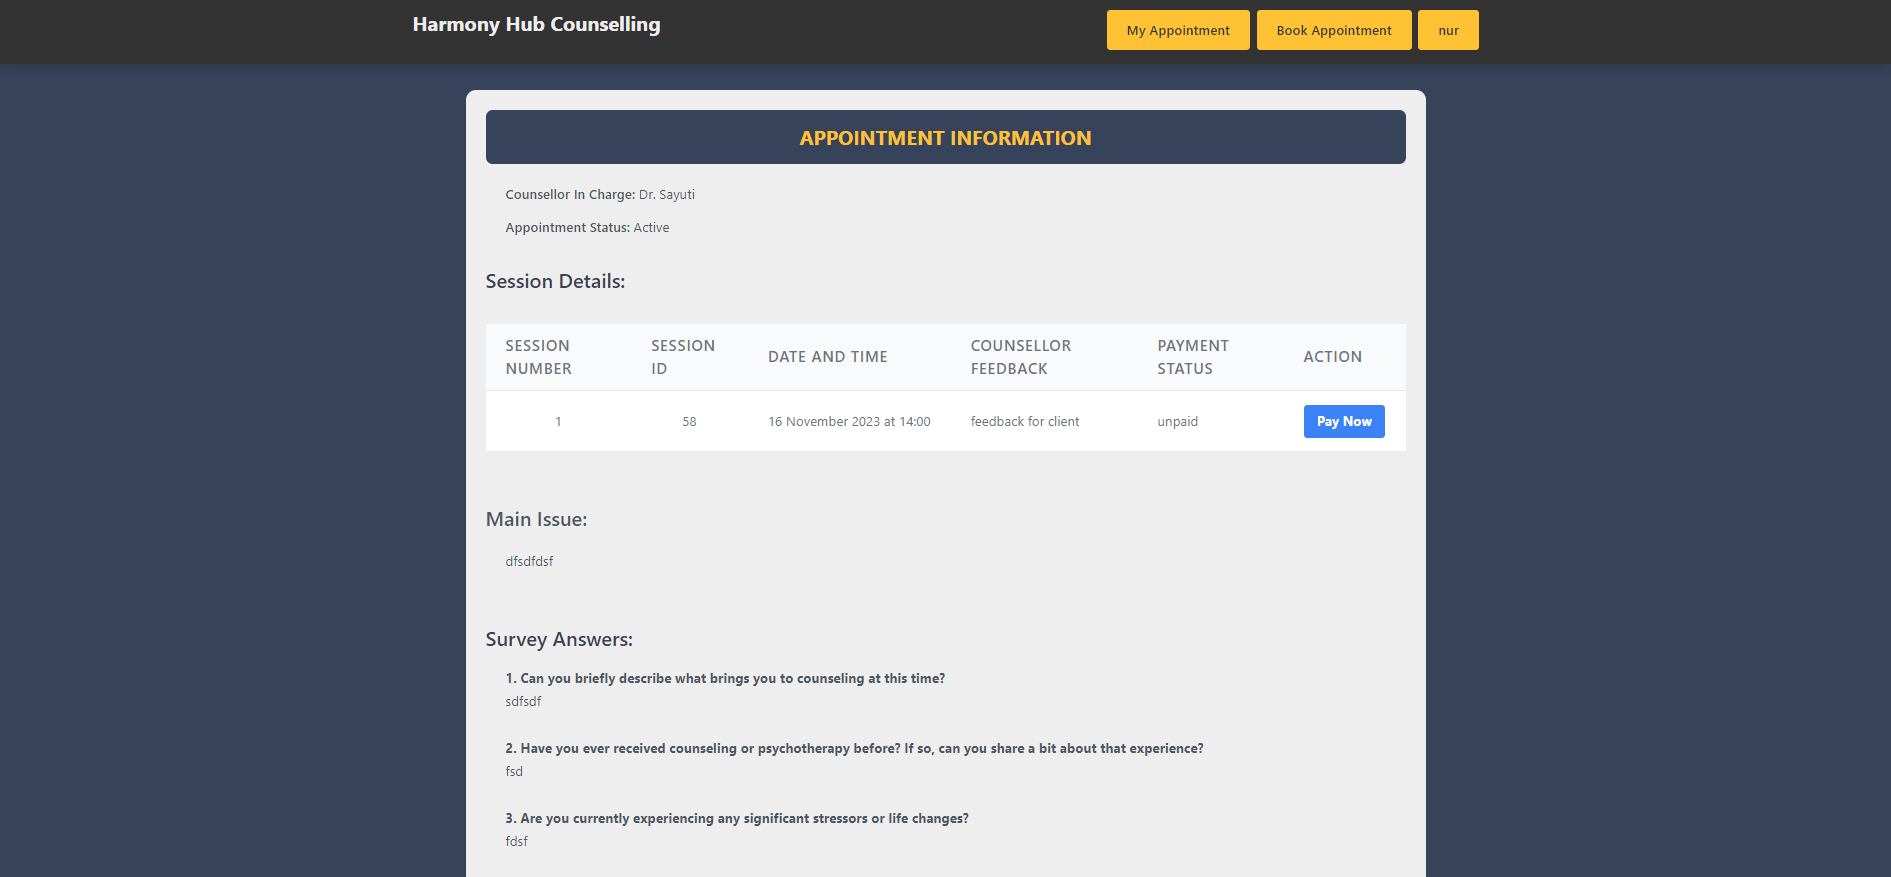 Harmony Hub Counselling
My Appointment
Book Appointment
nur
APPOINTMENT INFORMATION
Counsellor In Charge: Dr. Sayuti
Appointment Status: Active
Session Details:
SESSION NUMBER
SESSION ID
DATE AND TIME
COUNSELLOR FEEDBACK
PAYMENT STATUS
ACTION
1
58
16 November 2023 at 14:00
feedback for client
unpaid
Pay Now
Main Issue:
dfsdfdsf
Survey Answers:
1. Can you briefly describe what brings you to counseling at this time?
sdfsdf
2. Have you ever received counseling or psychotherapy before? If so, can you share a bit about that experience?
fsd
3. Are you currently experiencing any significant stressors or life changes?
fdsf